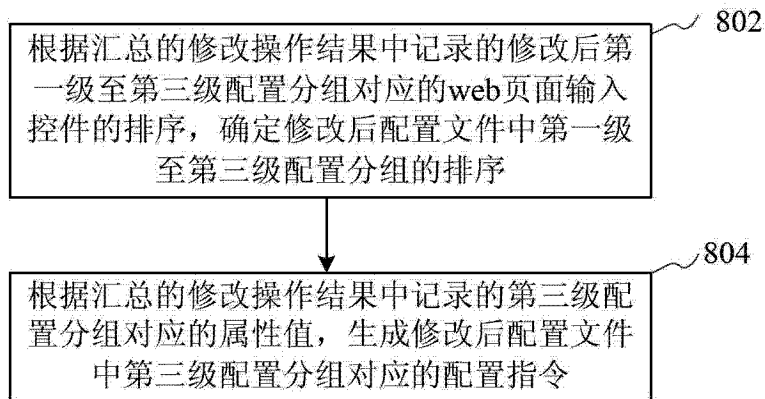 802
根据汇总的修改操作结果中记录的修改后第
一级至第三级配置分组对应的web页面输入
控件的排序，确定修改后配置文件中第一级
至第三级配置分组的排序
804
根据汇总的修改操作结果中记录的第三级配
置分组对应的属性值，生成修改后配置文件
中第三级配置分组对应的配置指令